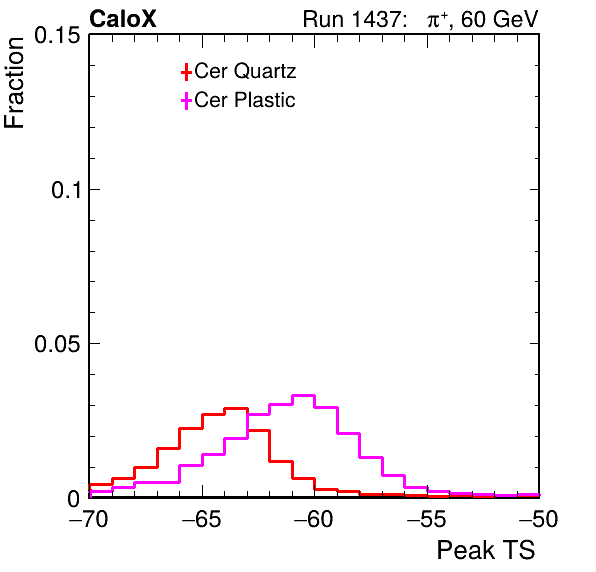 CaloX Run 1437: π⁺, 60 GeV
Fraction
Cer Quartz
Cer Plastic
0.15
0.1
0.05
0
−70 −65 −60 −55 −50
Peak TS